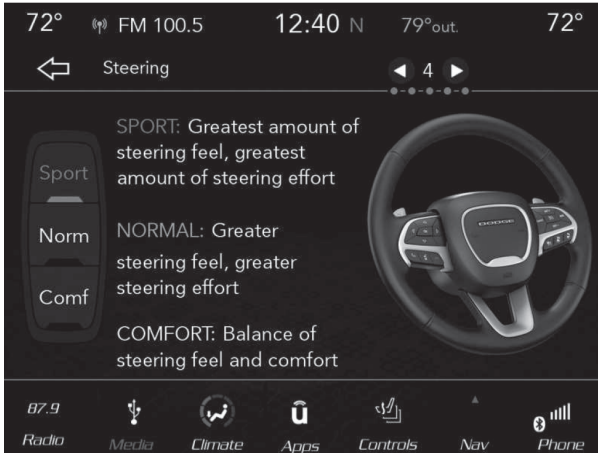 72° FM 100.5 12:40 N 79°out. 72°
Steering 4
SPORT: Greatest amount of
steering feel, greatest
amount of steering effort
Sport
Norm
Comf
NORMAL: Greater
steering feel, greater
steering effort
COMFORT: Balance of
steering feel and comfort
DODGE
87.9
Radio Media Climate Apps Controls Nav Phone